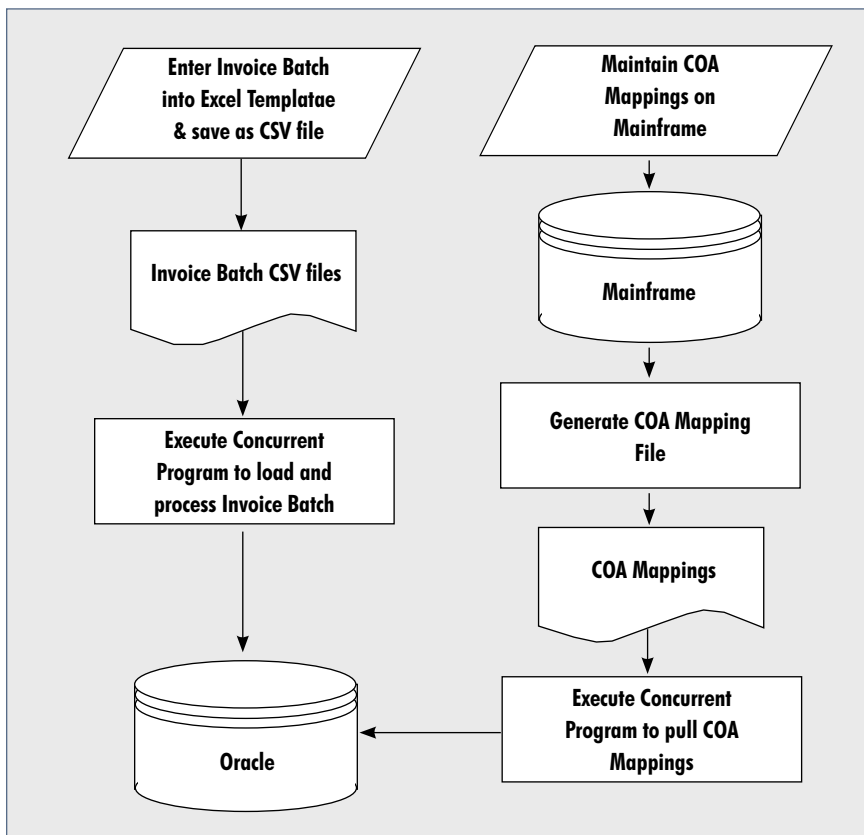 Enter Invoice Batch
into Excel Templatae
& save as CSV file
Invoice Batch CSV files
Execute Concurrent
Program to load and
process Invoice Batch
Oracle
Maintain COA
Mappings on
Mainframe
Mainframe
Generate COA Mapping
File
COA Mappings
Execute Concurrent
Program to pull COA
Mappings